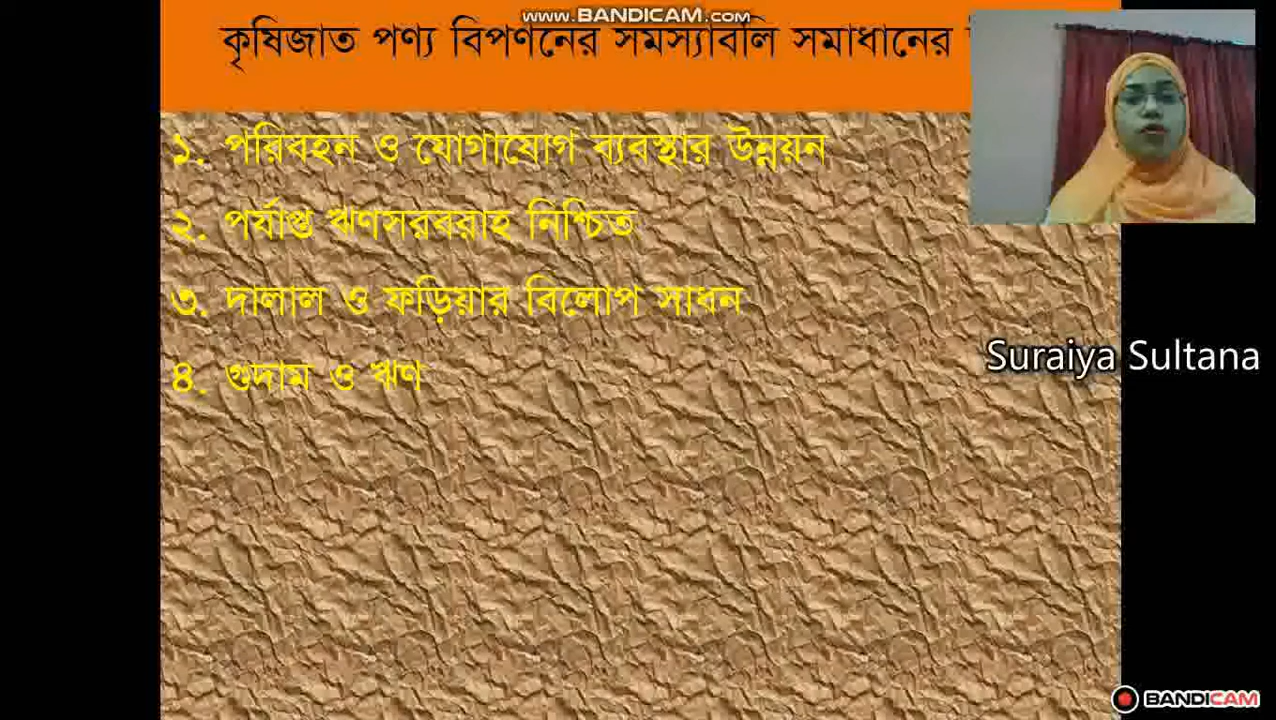 www.BANDICAM.com
কৃষিজাত পণ্য বিপণনের সমস্যাবলি সমাধানের
১. পরিবহন ও যোগাযোগ ব্যবস্থার উন্নয়ন
২. পর্যাপ্ত ঋণসরবরাহ নিশ্চিত
৩. দালাল ও ফড়িয়ার বিলোপ সাধন
Suraiya Sultana
৪. গুদাম ও ঋণ
BANDICAM